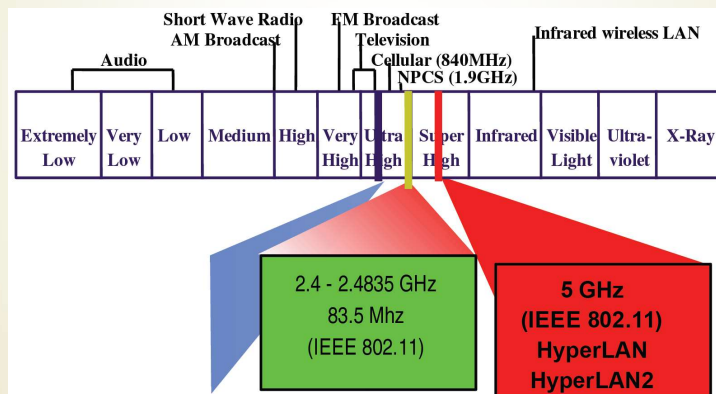 Short Wave Radio
FM Broadcast
AM Broadcast
Television
Infrared wireless LAN
Audio
Cellular (840MHz)
NPCS (1.9GHz)
Extremely Low
Very Low
Low
Medium
High
Very High
Ultra High
Super High
Infrared
Visible Light
Ultra-violet
X-Ray
2.4 - 2.4835 GHz
83.5 Mhz
(IEEE 802.11)
5 GHz
(IEEE 802.11)
HyperLAN
HyperLAN2